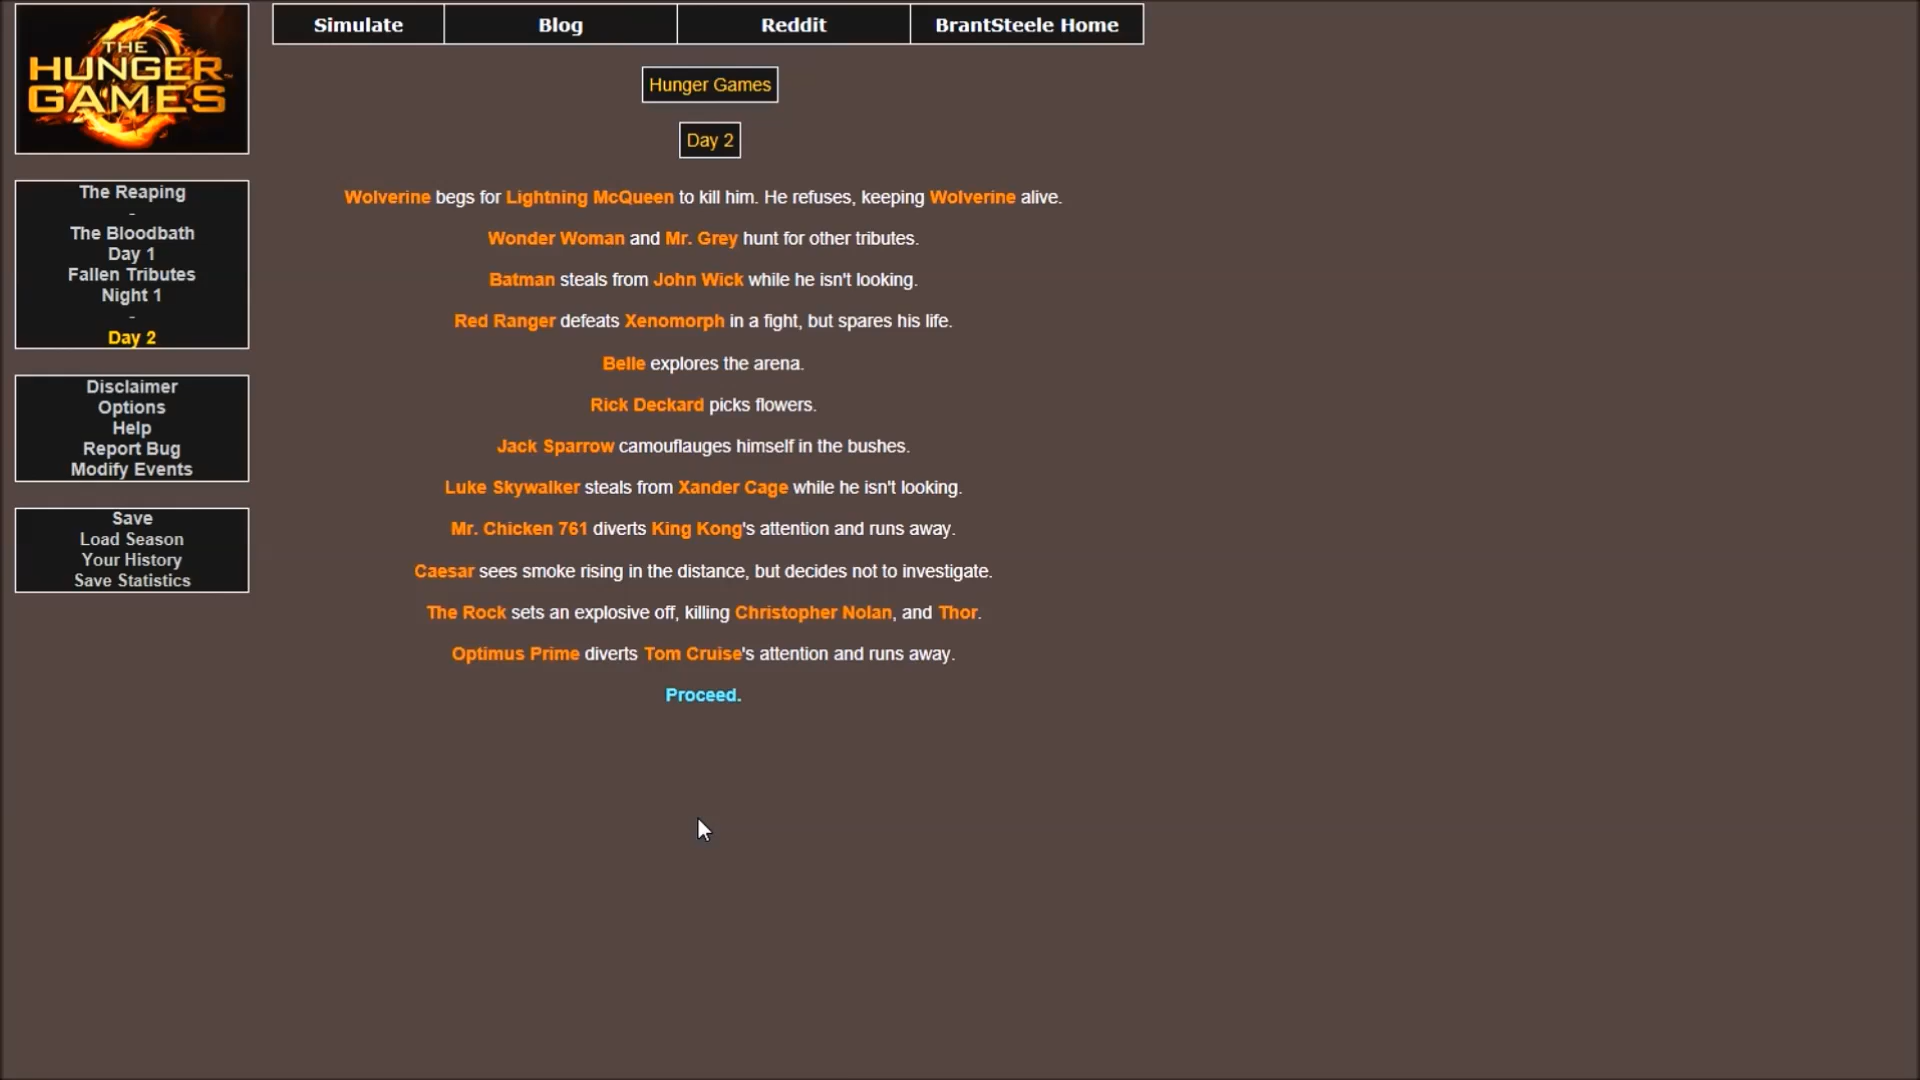 THE
HUNGER
GAMES
Simulate
Blog
Reddit
BrantSteele Home
Hunger Games
Day 2
The Reaping
-
The Bloodbath
Day 1
Fallen Tributes
Night 1
-
Day 2
Disclaimer
Options
Help
Report Bug
Modify Events
Save
Load Season
Your History
Save Statistics
Wolverine begs for Lightning McQueen to kill him. He refuses, keeping Wolverine alive.
Wonder Woman and Mr. Grey hunt for other tributes.
Batman steals from John Wick while he isn't looking.
Red Ranger defeats Xenomorph in a fight, but spares his life.
Belle explores the arena.
Rick Deckard picks flowers.
Jack Sparrow camouflauges himself in the bushes.
Luke Skywalker steals from Xander Cage while he isn't looking.
Mr. Chicken 761 diverts King Kong's attention and runs away.
Caesar sees smoke rising in the distance, but decides not to investigate.
The Rock sets an explosive off, killing Christopher Nolan, and Thor.
Optimus Prime diverts Tom Cruise's attention and runs away.
Proceed.